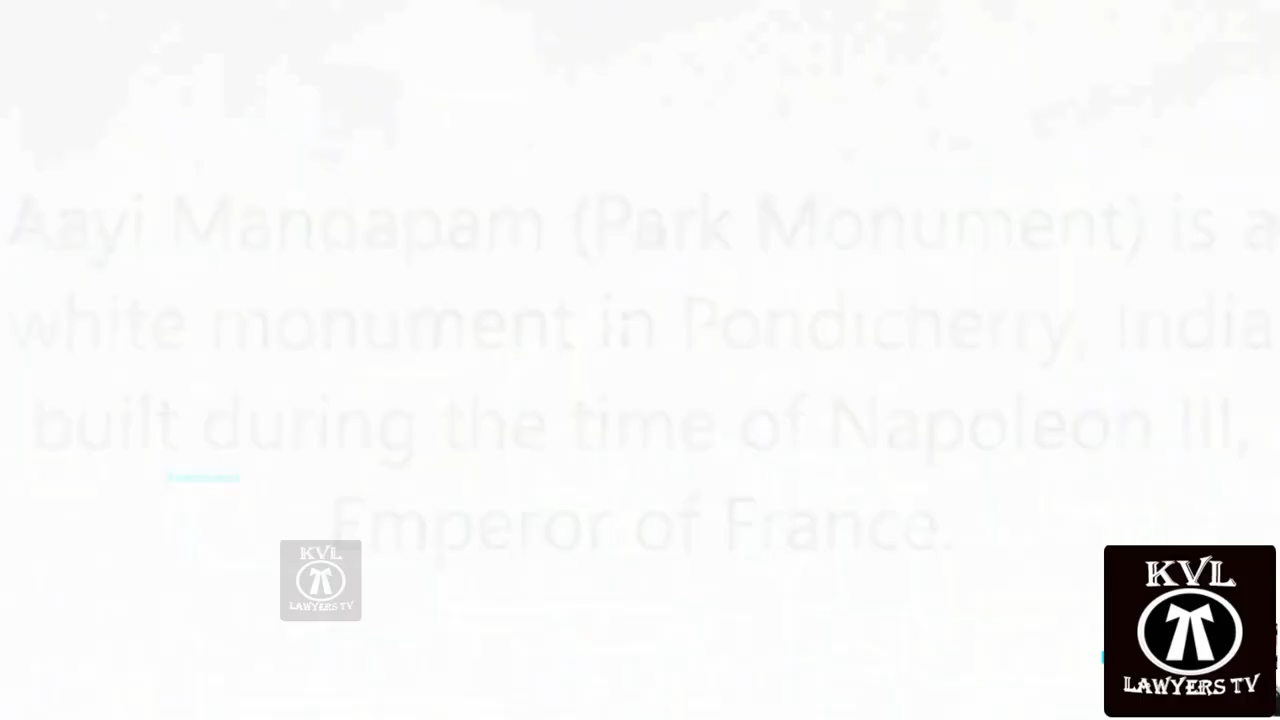 Aayi Mandapam (Park Monument) is a
white monument in Pondicherry, India
built during the time of Napoleon III,
Emperor of France.
KVL
LAWYERS TV
KVL
LAWYERS TV